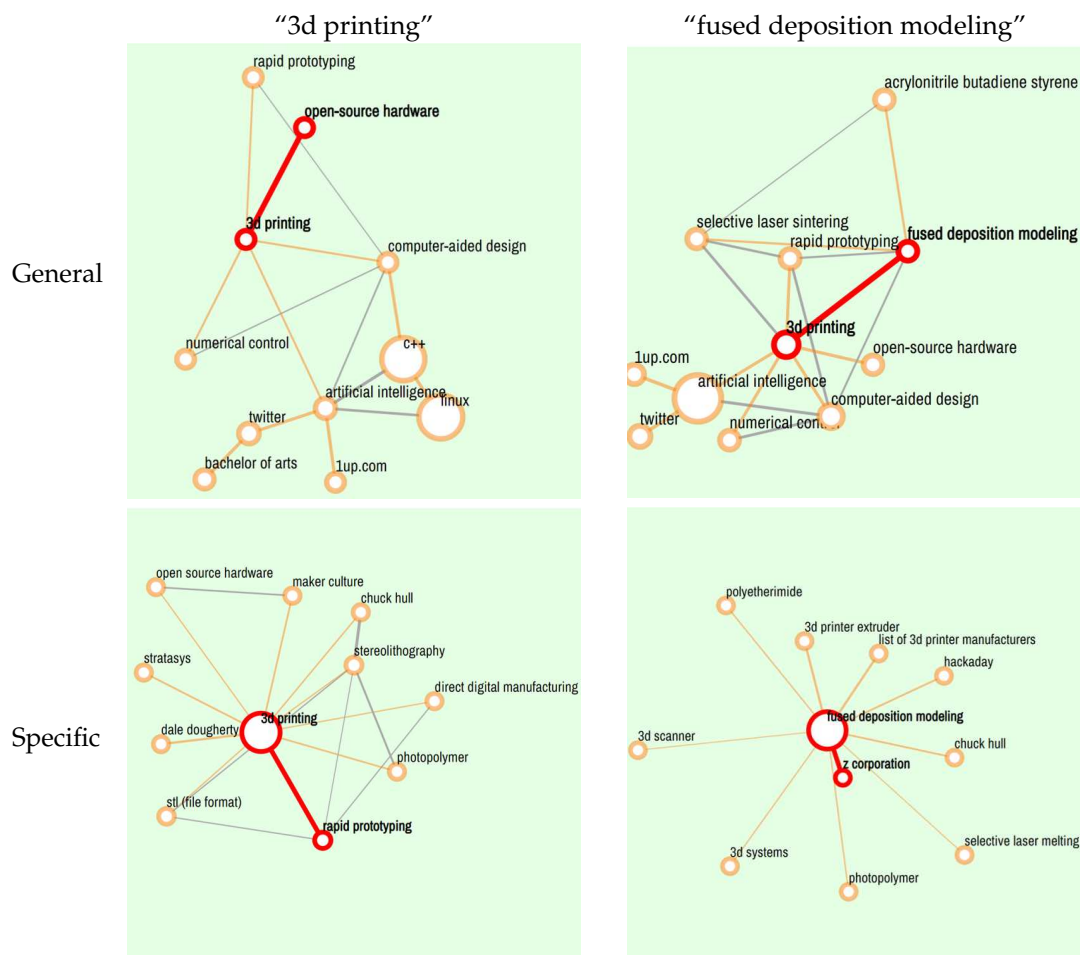 “3d printing”
“fused deposition modeling”
General
rapid prototyping
open-source hardware
3d printing
computer-aided design
numerical control
c++
artificial intelligence
linux
twitter
bachelor of arts
1up.com
acrylonitrile butadiene styrene
selective laser sintering
rapid prototyping
fused deposition modeling
3d printing
open-source hardware
1up.com
artificial intelligence
computer-aided design
twitter
numerical
Specific
open source hardware
maker culture
chuck hull
stereolithography
stratasys
direct digital manufacturing
3d printing
dale dougherty
photopolymer
stl (file format)
rapid prototyping
polyetherimide
3d printer extruder
list of 3d printer manufacturers
hackaday
fused deposition modeling
3d scanner
chuck hull
z corporation
selective laser melting
3d systems
photopolymer